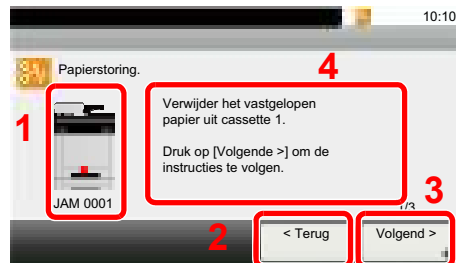 10:10
Papierstoring.
4
1
Verwijder het vastgelopen
papier uit cassette 1.
Druk op [Volgende >] om de
instructies te volgen.
JAM 0001
3
1/3
2
< Terug
Volgend >